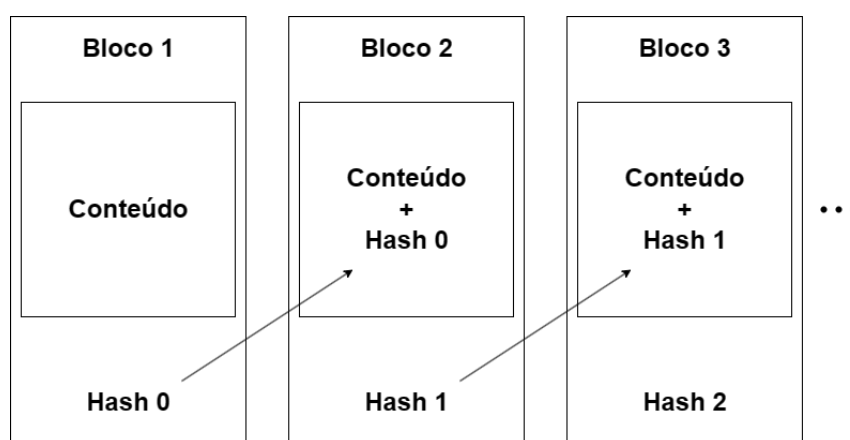 Bloco 1
Conteúdo
Hash 0
Bloco 2
Conteúdo
+
Hash 0
Hash 1
Bloco 3
Conteúdo
+
Hash 1
Hash 2
..